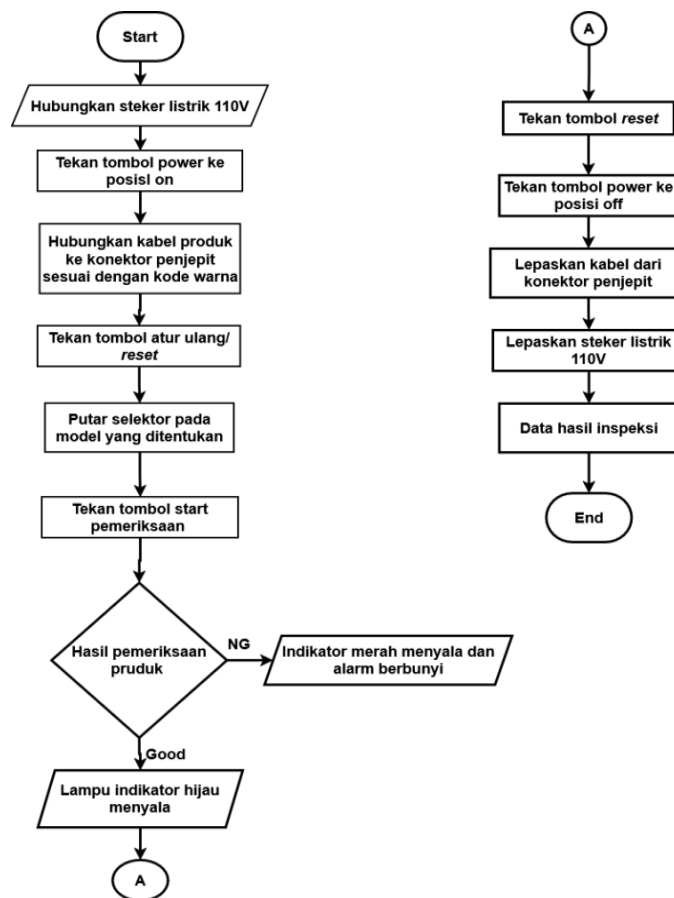 Start
Hubungkan steker listrik 110V
Tekan tombol power ke
posisI on
Hubungkan kabel produk
ke konektor penjepit
sesuai dengan kode warna
Tekan tombol atur ulang/
reset
Putar selektor pada
model yang ditentukan
Tekan tombol start
pemeriksaan
Hasil pemeriksaan
pruduk
NG
Indikator merah menyala dan
alarm berbunyi
Good
Lampu indikator hijau
menyala
A
A
Tekan tombol reset
Tekan tombol power ke
posisi off
Lepaskan kabel dari
konektor penjepit
Lepaskan steker listrik
110V
Data hasil inspeksi
End